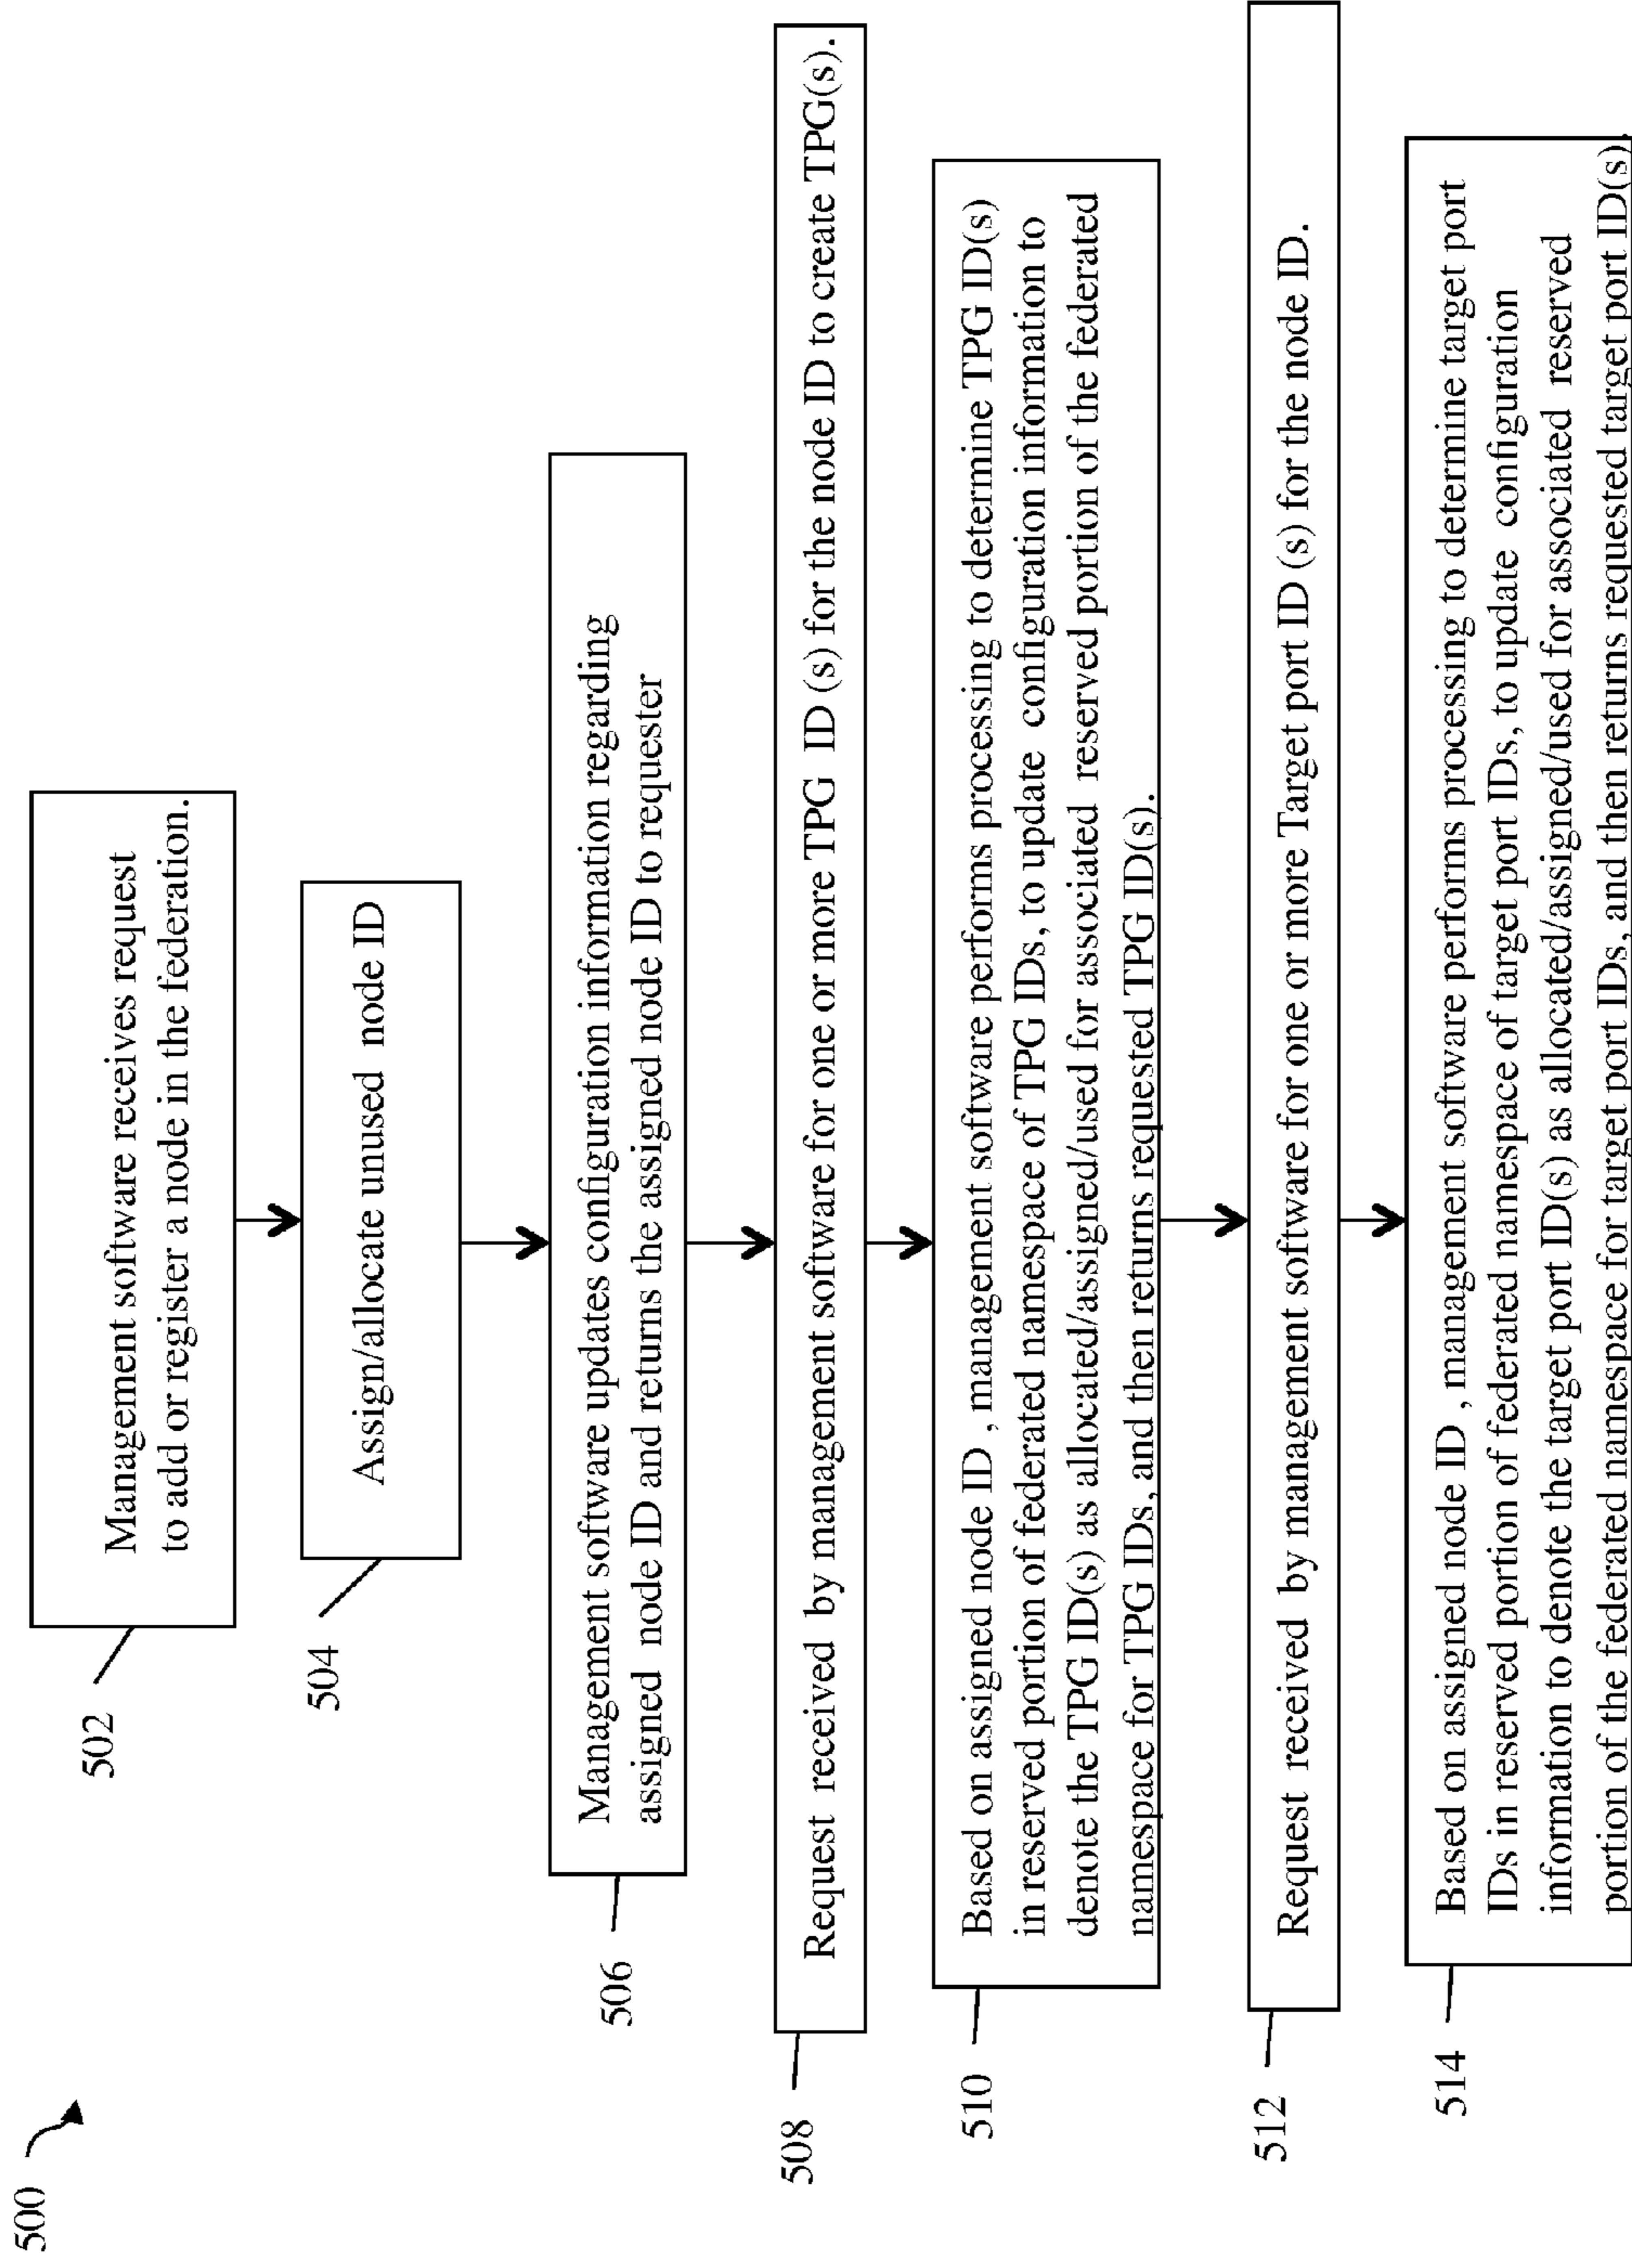 500
502
Management software receives request
to add or register a node in the federation.
504
Assign/allocate unused node ID
506
Management software updates configuration information regarding
assigned node ID and returns the assigned node ID to requester
508
Request received by management software for one or more TPG ID (s) for the node ID to create TPG(s).
510
Based on assigned node ID , management software performs processing to determine TPG ID(s)
in reserved portion of federated namespace of TPG IDs, to update configuration information to
denote the TPG ID(s) as allocated/assigned/used for associated reserved portion of the federated
namespace for TPG IDs, and then returns requested TPG ID(s).
512
Request received by management software for one or more Target port ID (s) for the node ID.
514
Based on assigned node ID , management software performs processing to determine target port
IDs in reserved portion of federated namespace of target port IDs, to update configuration
information to denote the target port ID(s) as allocated/assigned/used for associated reserved
portion of the federated namespace for target port IDs, and then returns requested target port ID(s).